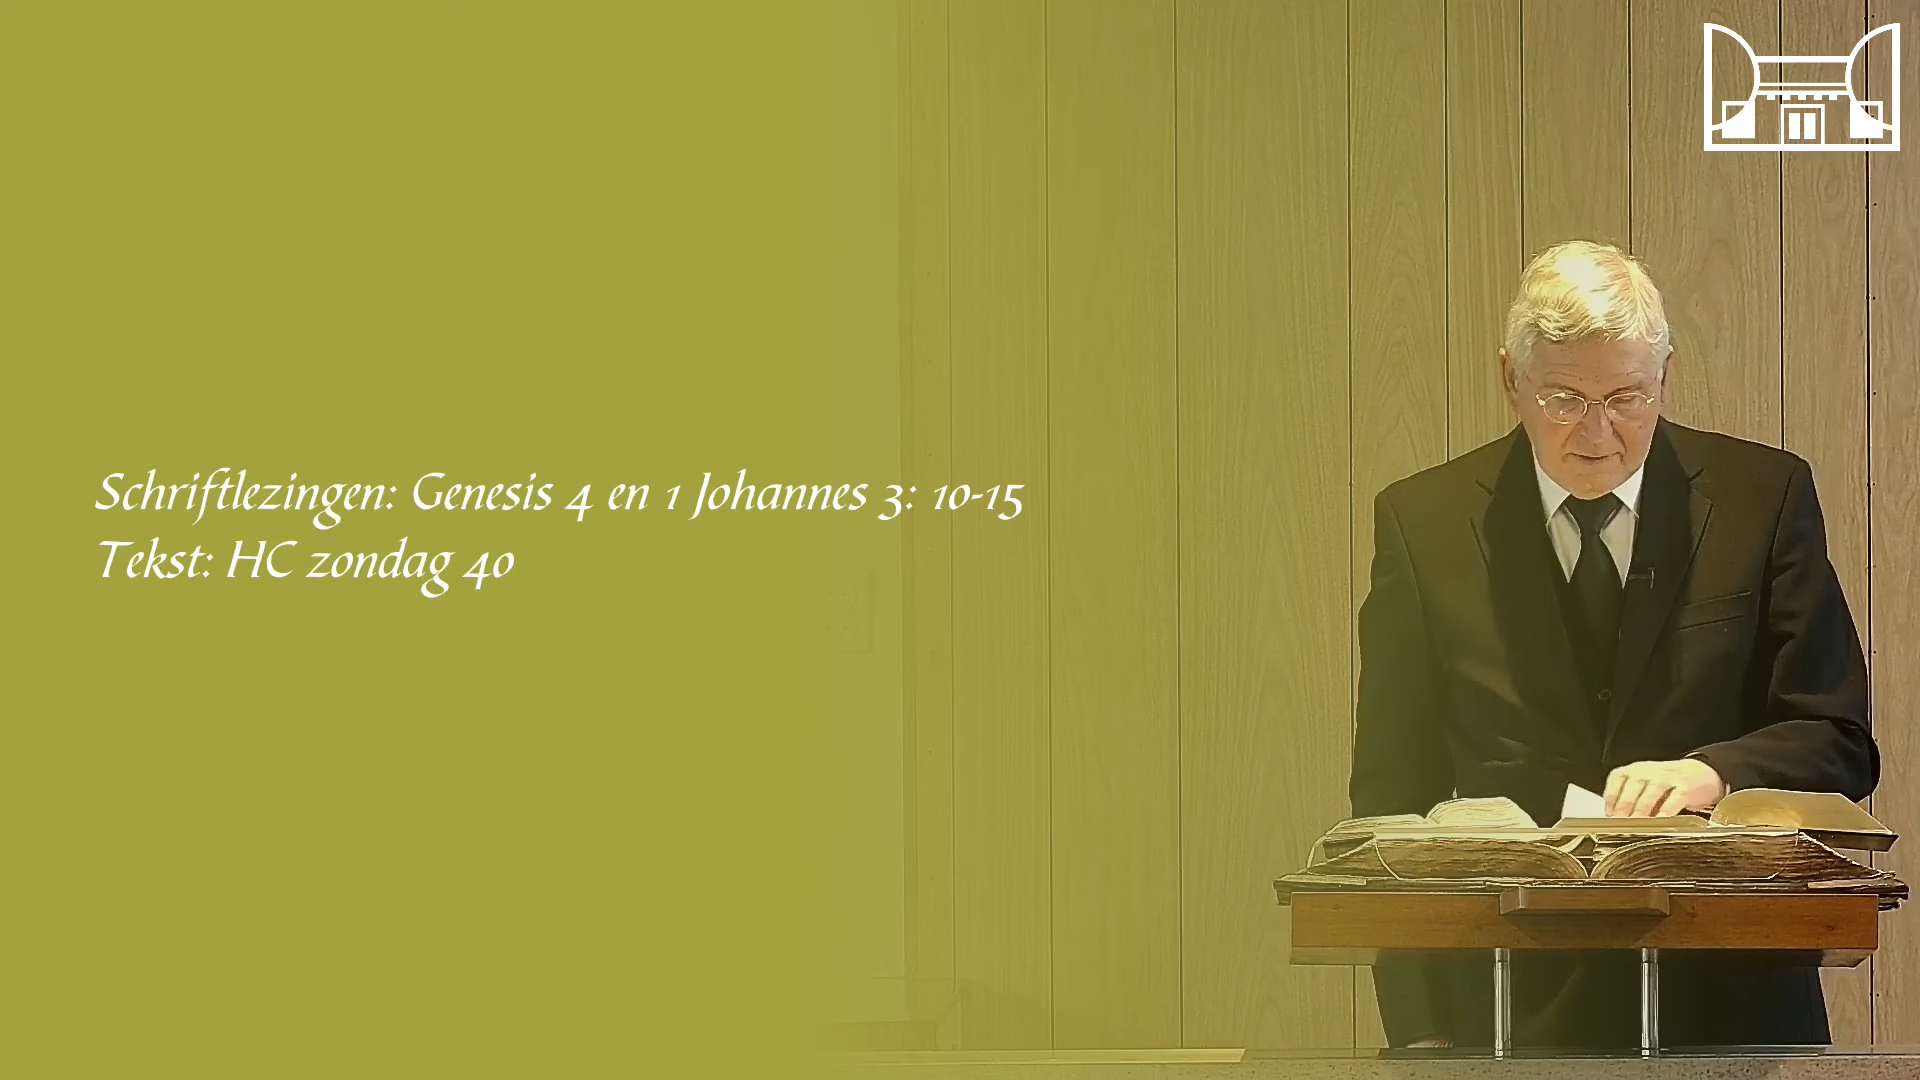 Schriftlezingen: Genesis 4 en 1 Johannes 3: 10-15
Tekst: HC zondag 40